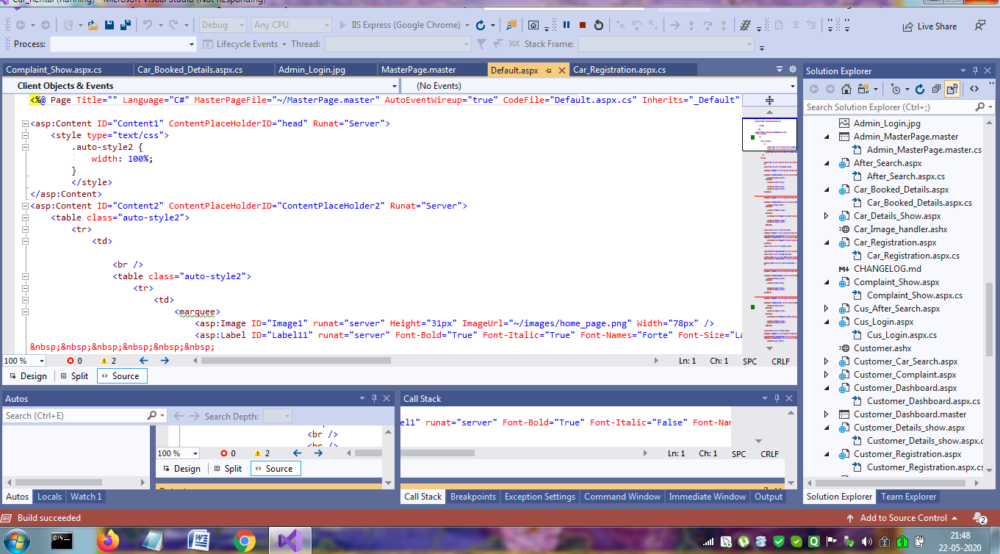 Car_Rental (Running) - Microsoft Visual Studio (Not Responding)
Debug Any CPU IIS Express (Google Chrome) Live Share
Process: Lifecycle Events Thread: Stack Frame:
Complaint_Show.aspx.cs Car_Booked_Details.aspx.cs Admin_Login.jpg MasterPage.master Default.aspx Car_Registration.aspx.cs
Client Objects & Events (No Events)
<%@ Page Title="" Language="C#" MasterPageFile="~/MasterPage.master" AutoEventWireup="true" CodeFile="Default.aspx.cs" Inherits="_Default"
<asp:Content ID="Content1" ContentPlaceHolderID="head" Runat="Server">
<style type="text/css">
.auto-style2 {
width: 100%;
}
</style>
</asp:Content>
<asp:Content ID="Content2" ContentPlaceHolderID="ContentPlaceHolder2" Runat="Server">
<table class="auto-style2">
<tr>
<td>
<br />
<table class="auto-style2">
<tr>
<td>
<marquee>
<asp:Image ID="Image1" runat="server" Height="31px" ImageUrl="~/images/home_page.png" Width="78px" />
<asp:Label ID="Label11" runat="server" Font-Bold="True" Font-Italic="True" Font-Names="Forte" Font-Size="La
&nbsp;&nbsp;&nbsp;&nbsp;&nbsp;&nbsp;
100 % 0 2 Ln: 1 Ch: 1 SPC CRLF
Design Split Source
Solution Explorer
Search Solution Explorer (Ctrl+;)
Admin_Login.jpg
Admin_MasterPage.master
Admin_MasterPage.master.cs
After_Search.aspx
After_Search.aspx.cs
Car_Booked_Details.aspx
Car_Booked_Details.aspx.cs
Car_Details_Show.aspx
Car_Image_handler.ashx
Car_Registration.aspx
Car_Registration.aspx.cs
CHANGELOG.md
Complaint_Show.aspx
Complaint_Show.aspx.cs
Cus_After_Search.aspx
Cus_Login.aspx
Cus_Login.aspx.cs
Customer.ashx
Customer_Car_Search.aspx
Customer_Complaint.aspx
Customer_Dashboard.aspx
Customer_Dashboard.aspx.cs
Customer_Dashboard.master
Customer_Details_show.aspx
Customer_Details_show.aspx.c
Customer_Registration.aspx
Customer_Registration.aspx.cs
Solution Explorer Team Explorer
Autos
Search (Ctrl+E) Search Depth:
<br />
<br />
100 % 0 2
Design Split Source
Autos Locals Watch 1
Call Stack
el1" runat="server" Font-Bold="True" Font-Italic="False" Font-Nam
Ln: 1 Ch: 1 SPC CRLF
Call Stack Breakpoints Exception Settings Command Window Immediate Window Output
Build succeeded Add to Source Control 2
21:48
22-05-2020